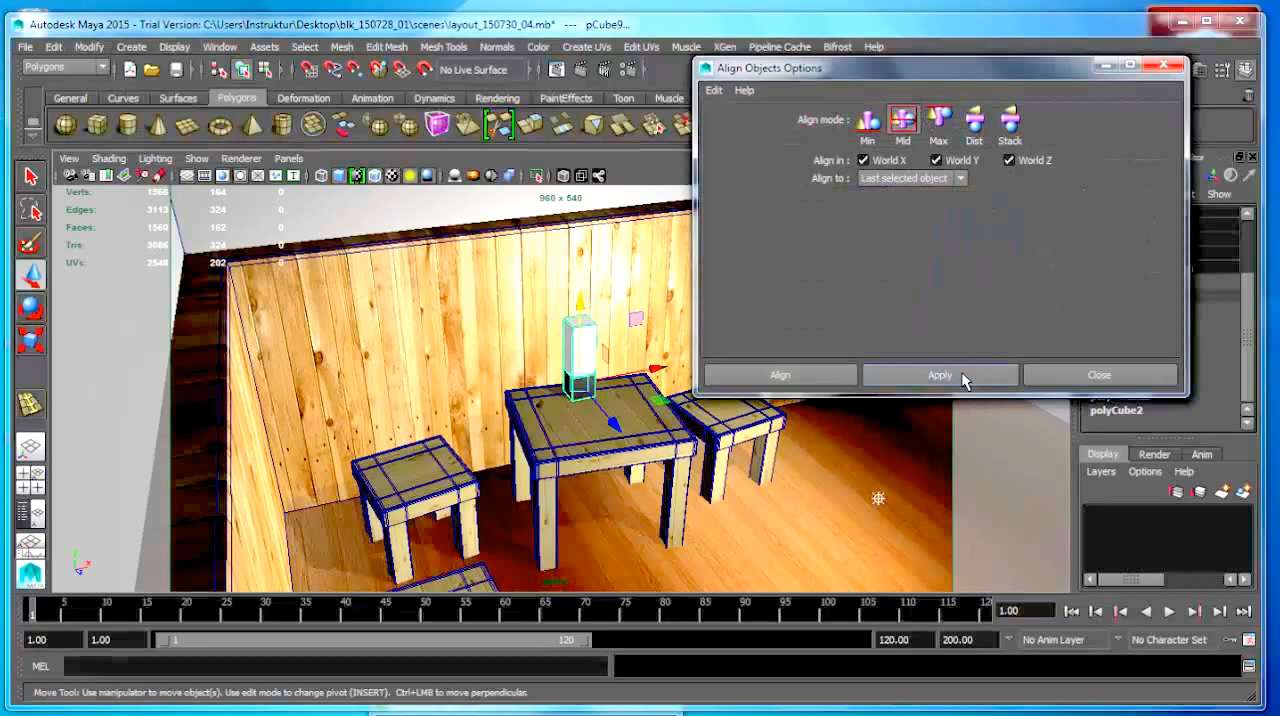 Autodesk Maya 2015 - Trial Version: C:\Users\Instruktur\Desktop\blk_150728_01\scenes\layout_150730_04.mb* --- pCube9...
File Edit Modify Create Display Window Assets Select Mesh Edit Mesh Mesh Tools Normals Color Create UVs Edit UVs Muscle XGen Pipeline Cache Bifrost Help
Polygons No Live Surface
General Curves Surfaces Polygons Deformation Animation Dynamics Rendering PaintEffects Toon Muscle
View Shading Lighting Show Renderer Panels
Verts: 1568 164 0
Edges: 3113 324 0
Faces: 1560 162 0
Tris: 3086 324 0
UVs: 2548 202 0
960 x 540
Align Objects Options
Edit Help
Align mode :
Min Mid Max Dist Stack
Align in : World X World Y World Z
Align to : Last selected object
Align Apply Close
Show
polyCube2
Display Render Anim
Layers Options Help
1 5 10 15 20 25 30 35 40 45 50 55 60 65 70 75 80 85 90 95 100 105 110 115 12
1.00
1.00 1.00 1 120 120.00 200.00 No Anim Layer No Character Set
MEL
Move Tool: Use manipulator to move object(s). Use edit mode to change pivot (INSERT). Ctrl+LMB to move perpendicular.